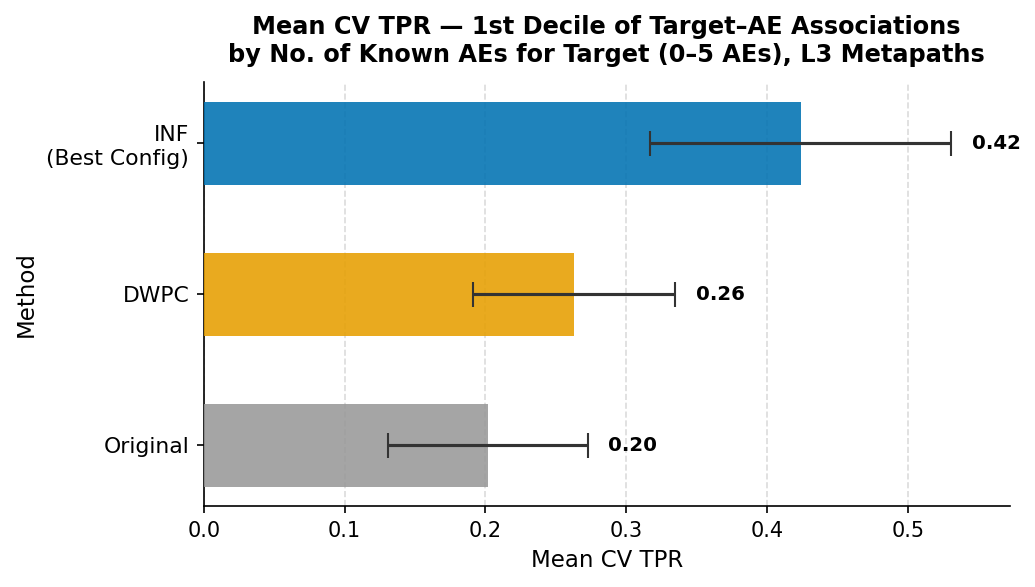 Mean CV TPR — 1st Decile of Target–AE Associations
by No. of Known AEs for Target (0–5 AEs), L3 Metapaths
INF
(Best Config)
0.42
DWPC
0.26
Original
0.20
Method
0.0 0.1 0.2 0.3 0.4 0.5
Mean CV TPR